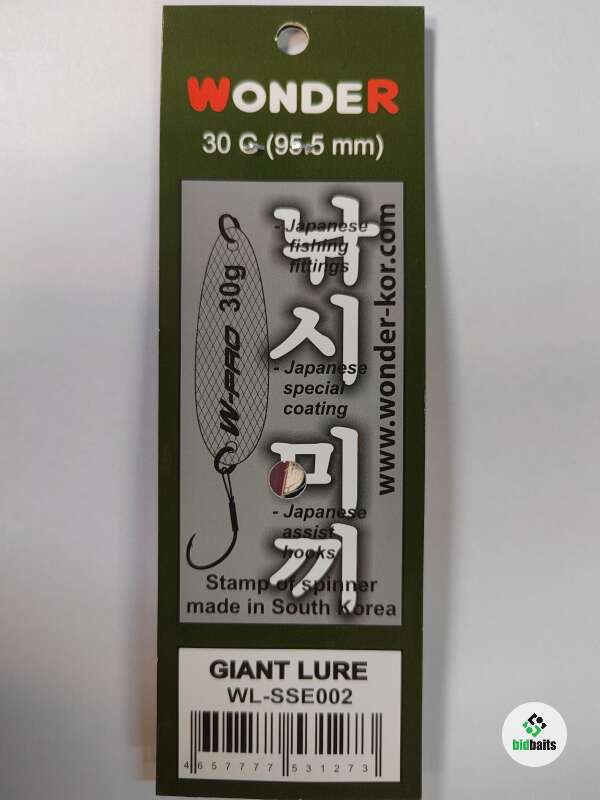 WONDER
30 G (95.5 mm)
낚시 미끼
- Japanese
fishing
fittings
- Japanese
special
coating
- Japanese
assist
hooks
W-PRO 30g
www.wonder-kor.com
Stamp of spinner
made in South Korea
GIANT LURE
WL-SSE002
4 657777 531273
bidbaits